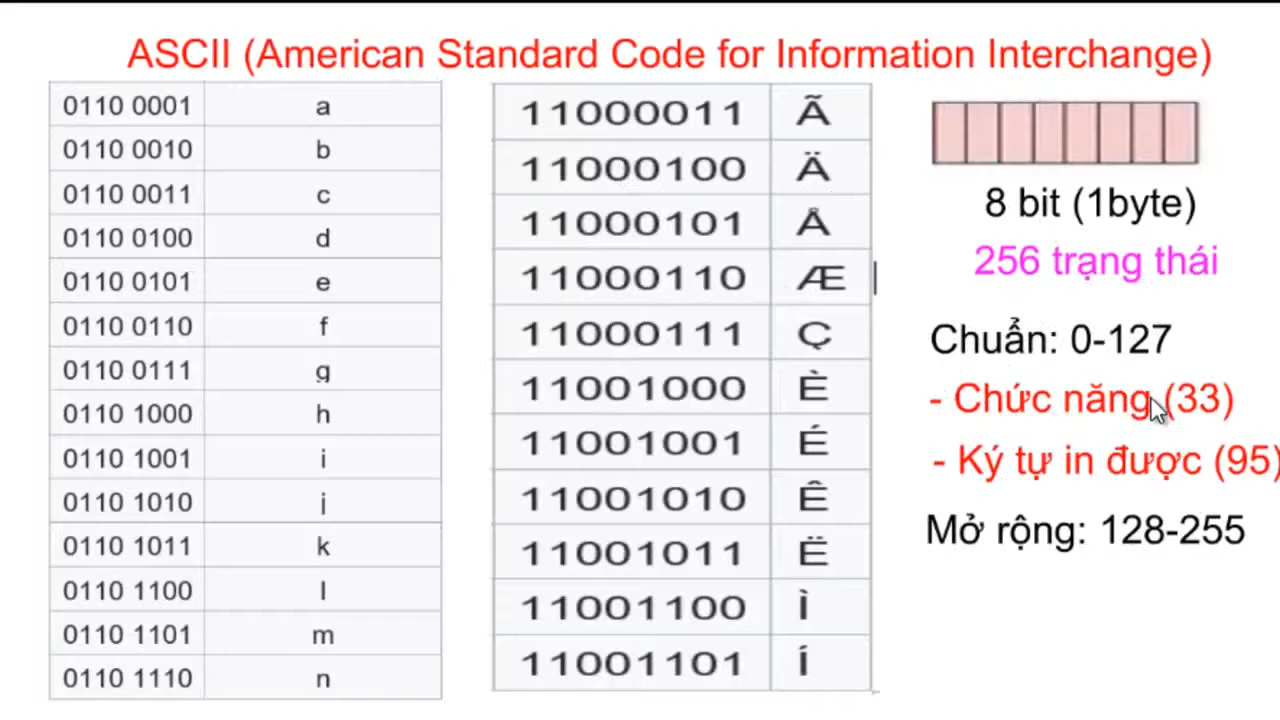 ASCII (American Standard Code for Information Interchange)
0110 0001 a
0110 0010 b
0110 0011 c
0110 0100 d
0110 0101 e
0110 0110 f
0110 0111 g
0110 1000 h
0110 1001 i
0110 1010 j
0110 1011 k
0110 1100 l
0110 1101 m
0110 1110 n
11000011 Ã
11000100 Ä
11000101 Å
11000110 Æ
11000111 Ç
11001000 È
11001001 É
11001010 Ê
11001011 Ë
11001100 Ì
11001101 Í
8 bit (1byte)
256 trạng thái
Chuẩn: 0-127
- Chức năng (33)
- Ký tự in được (95)
Mở rộng: 128-255